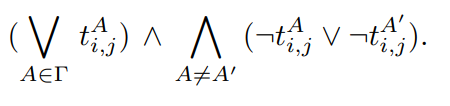 ( ⋁_{A∈Γ} t^A_{i,j} ) ∧ ⋀_{A≠A′} (¬t^A_{i,j} ∨ ¬t^{A′}_{i,j}).